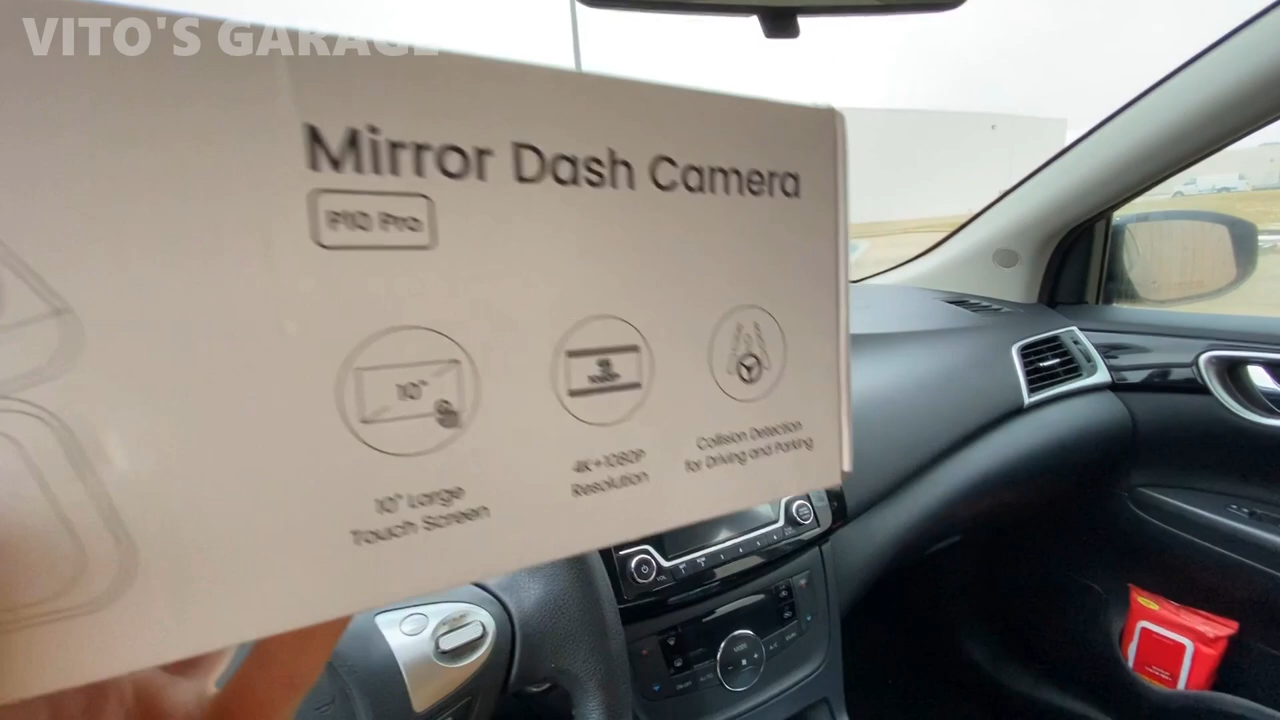 VITO'S GARAGE
Mirror Dash Camera
P10 Pro
10"
10" Large
Touch Screen
4K+1080P
Resolution
Collision Detection
for Driving and Parking
VOL